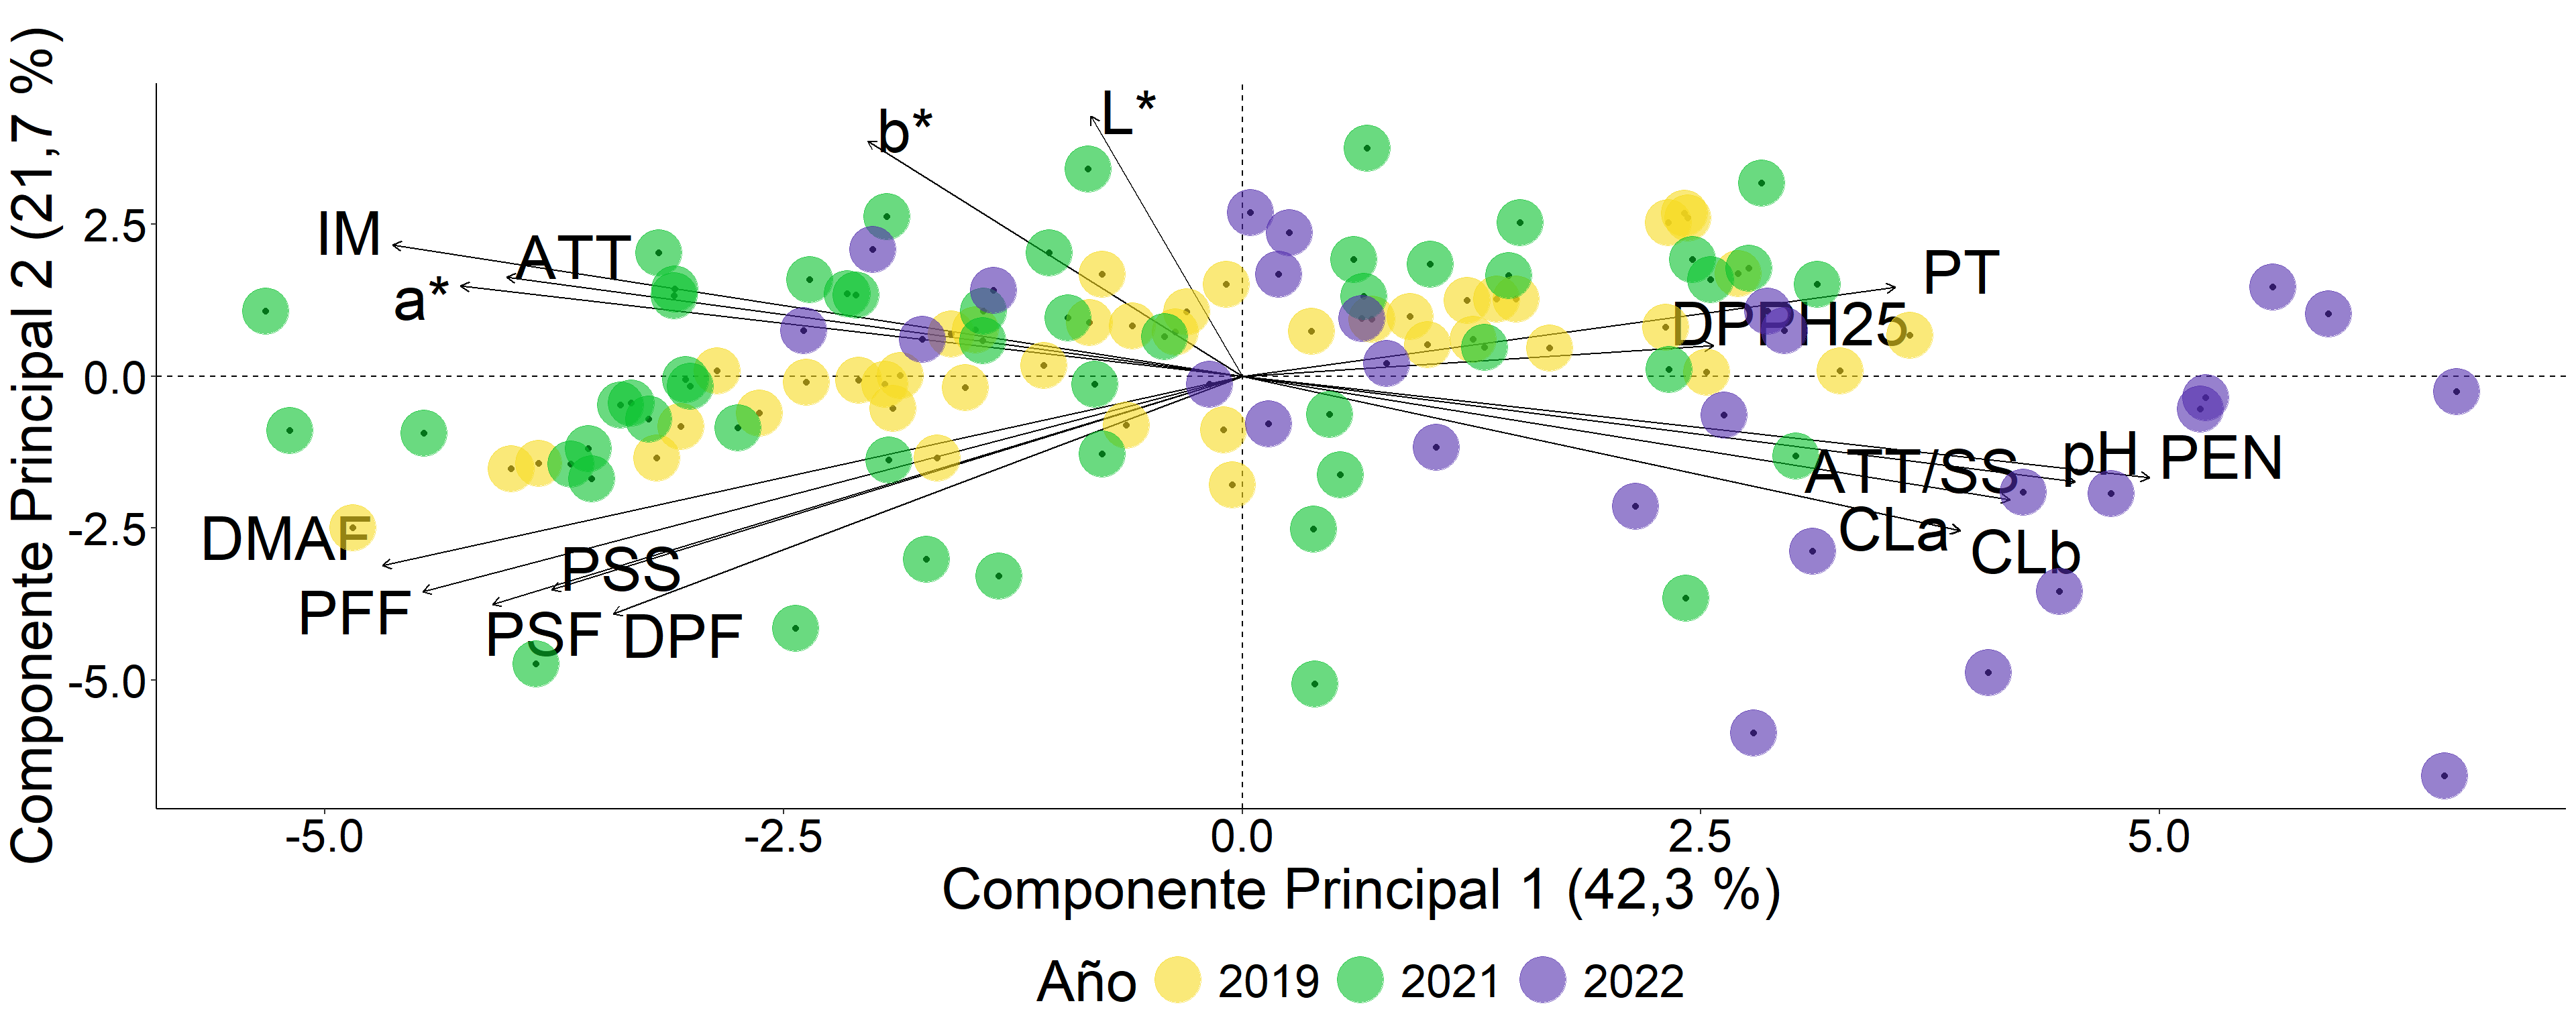 Componente Principal 2 (21,7 %)
L*
b*
IM
ATT
a*
PT
DPPH25
2.5
0.0
-2.5
-5.0
pH
PEN
ATT/SS
CLa
CLb
DMAF
PSS
PFF
PSF
DPF
-5.0
-2.5
0.0
2.5
5.0
Componente Principal 1 (42,3 %)
Año
2019
2021
2022